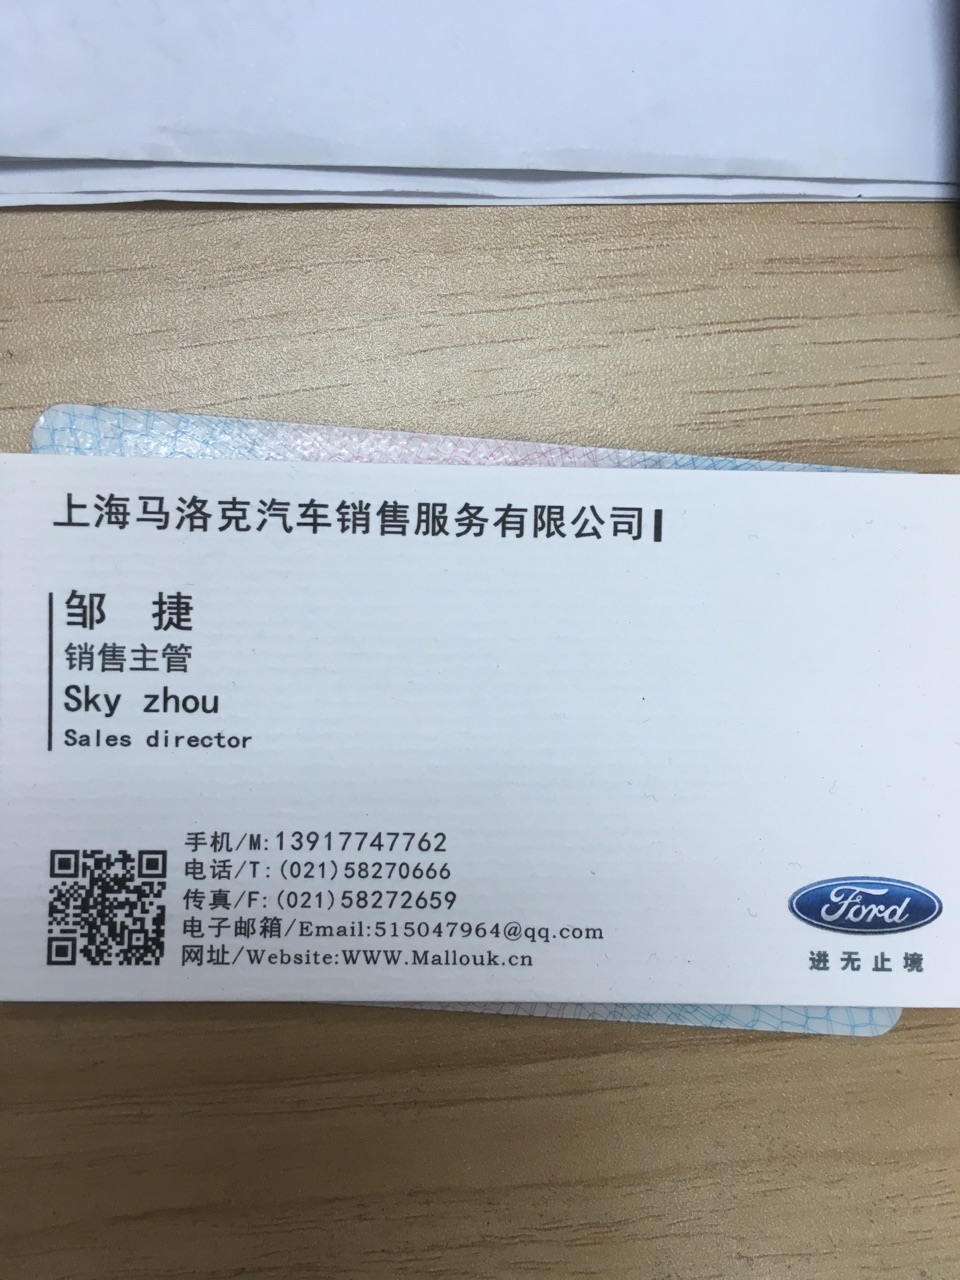 上海马洛克汽车销售服务有限公司
邹 捷
销售主管
Sky zhou
Sales director
手机/M:13917747762
电话/T:(021)58270666
传真/F:(021)58272659
电子邮箱/Email:515047964@qq.com
网址/Website:WWW.Mallouk.cn
Ford
进无止境